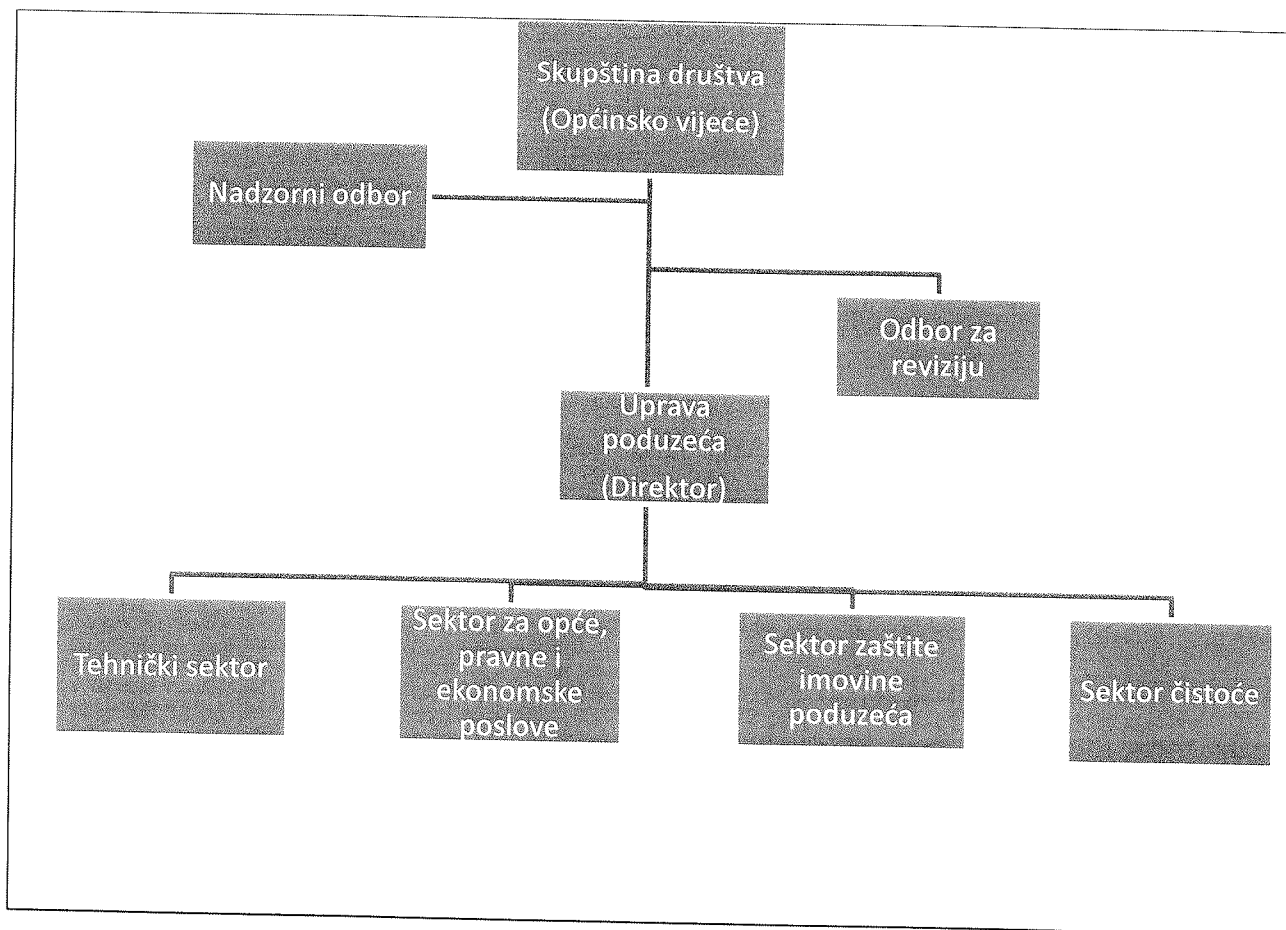 Skupština društva
(Općinsko vijeće)
Nadzorni odbor
Odbor za
reviziju
Uprava
poduzeća
(Direktor)
Tehnički sektor
Sektor za opće,
pravne i
ekonomske
poslove
Sektor zaštite
imovine
poduzeća
Sektor čistoće